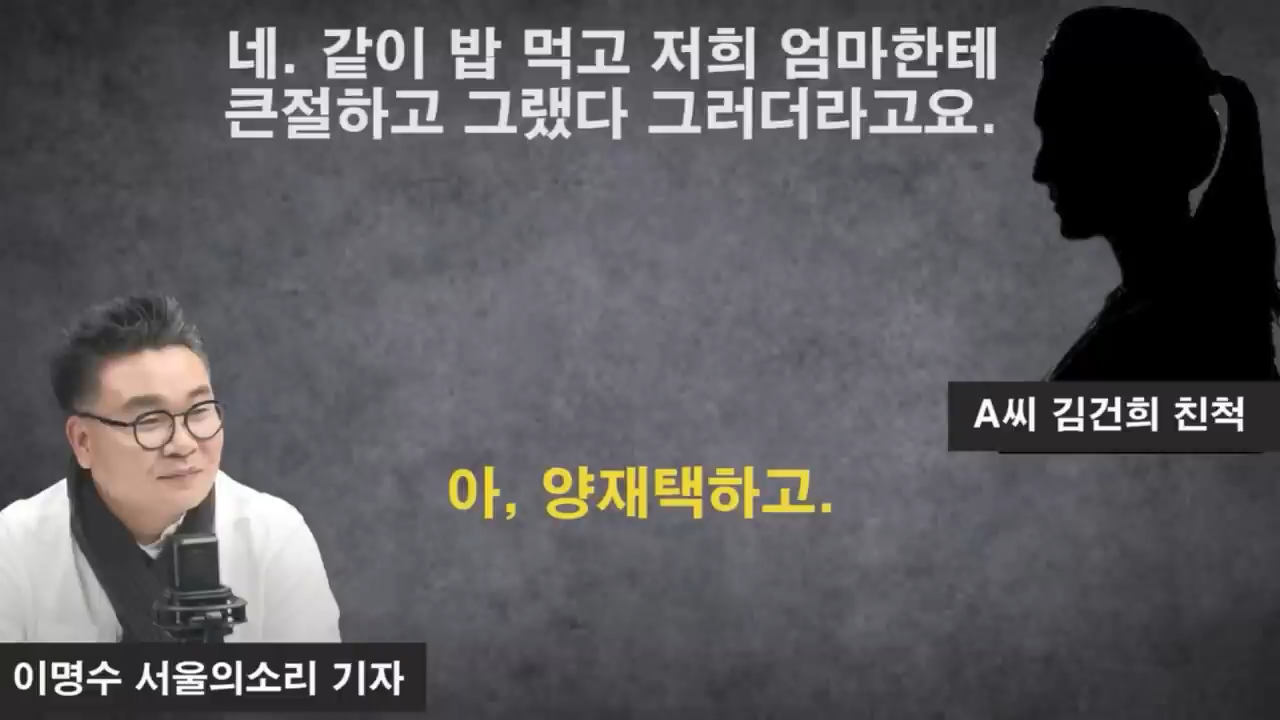 네. 같이 밥 먹고 저희 엄마한테
큰절하고 그랬다 그러더라고요.
A씨 김건희 친척
아, 양재택하고.
이명수 서울의소리 기자